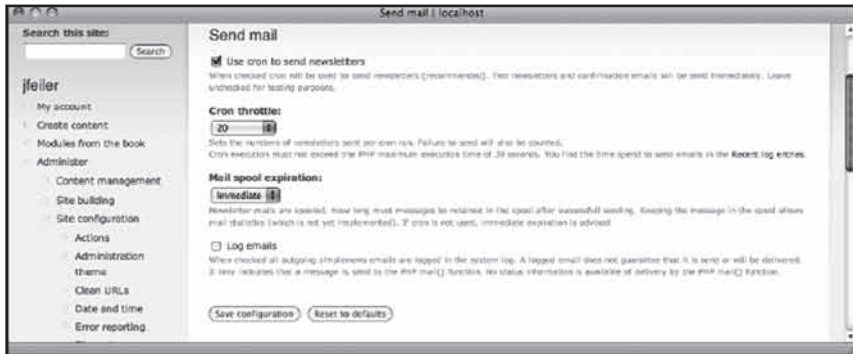 Send mail | localhost
Search this site:
Search
jfeiler
My account
Create content
Modules from the book
Administer
Content management
Site building
Site configuration
Actions
Administration
theme
Clean URLs
Date and time
Error reporting
Send mail
Use cron to send newsletters
When checked cron will be used to send newsletters (recommended). Test newsletters and confirmation emails will be send immediately. Leave
unchecked for testing purposes.
Cron throttle:
20
Sets the numbers of newsletters sent per cron run. Failure to send will also be counted.
Cron execution must not exceed the PHP maximum execution time of 30 seconds. You find the time spend to send emails in the Recent log entries.
Mail spool expiration:
Immediate
Newsletter mails are spooled. How long must messages be retained in the spool after successfull sending. Keeping the message in the spool allows
mail statistics (which is not yet implemented). If cron is not used, immediate expiration is advised
Log emails
When checked all outgoing simplenews emails are logged in the system log. A logged email does not guarantee that it is send or will be delivered.
It only indicates that a message is send to the PHP mail() function. No status information is available of delivery by the PHP mail() function.
Save configuration
Reset to defaults